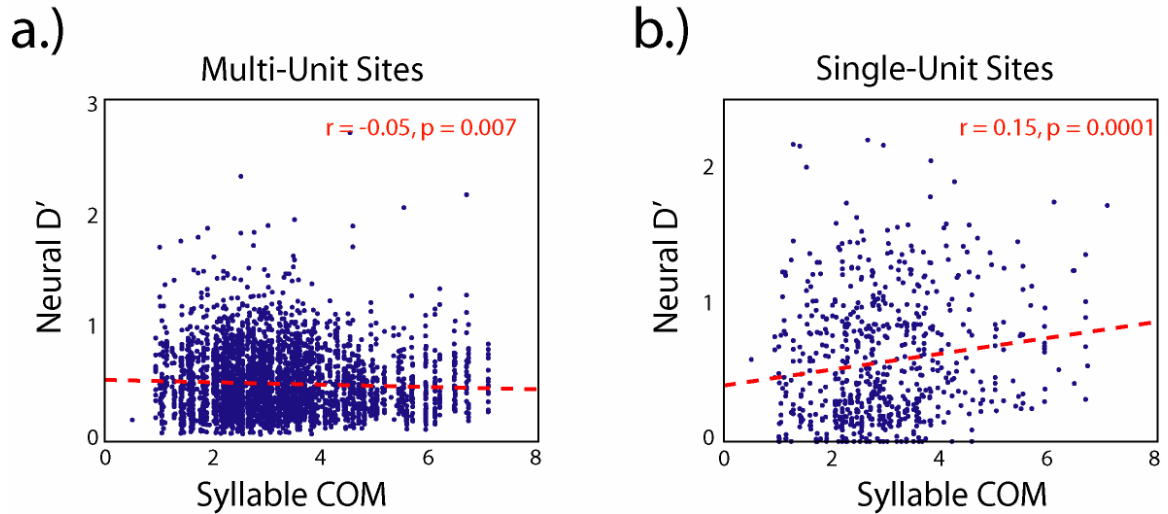 a.)
Multi-Unit Sites
r = -0.05, p = 0.007
3
2
1
0
Neural D′
0 2 4 6 8
Syllable COM
b.)
Single-Unit Sites
r = 0.15, p = 0.0001
2
1
0
Neural D′
0 2 4 6 8
Syllable COM